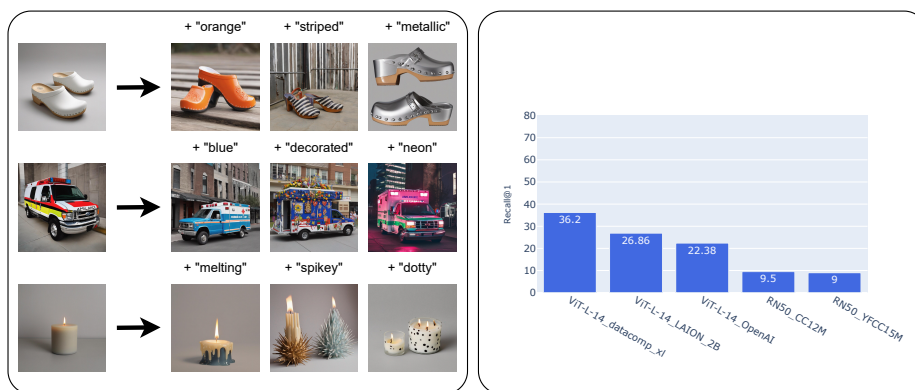 + "orange"
+ "striped"
+ "metallic"
+ "blue"
+ "decorated"
+ "neon"
+ "melting"
+ "spikey"
+ "dotty"
80
70
60
50
40
30
20
10
0
Recall@1
36.2
26.86
22.38
9.5
9
ViT-L-14_datacomp_xl
ViT-L-14_LAION_2B
ViT-L-14_OpenAI
RN50_CC12M
RN50_YFCC15M